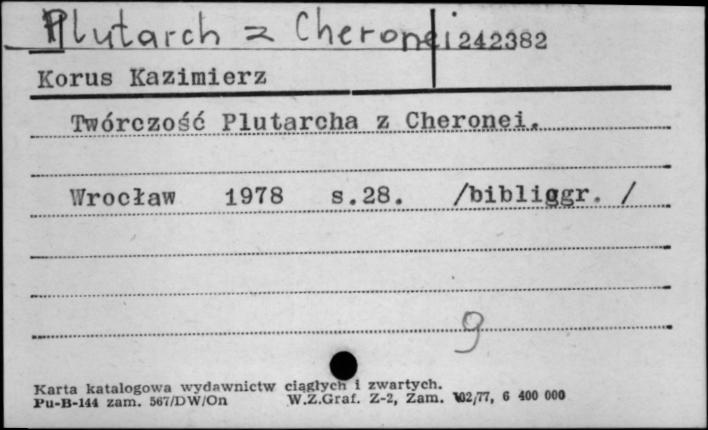 Plutarch z Cheronei 242382
Korus Kazimierz
Twórczość Plutarcha z Cheronei.
Wrocław 1978 s.28. /bibliggr. /
9
Karta katalogowa wydawnictw ciągłych i zwartych.
Pu-B-144 zam. 567/DW/On W.Z.Graf. Z-2, Zam. 102/77, 6 400 000